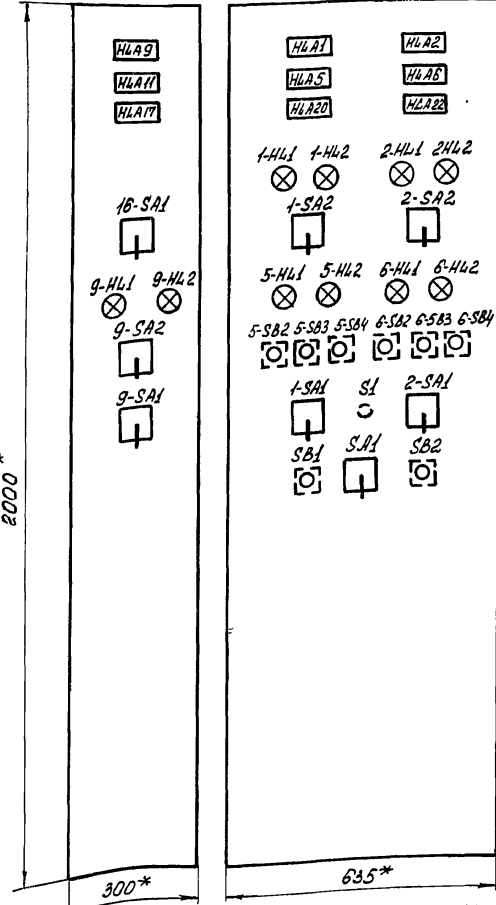 HLA9
HLA11
HLA17
16-SA1
9-HL1 9-HL2
9-SA2
9-SA1
HLA1 HLA2
HLA5 HLA6
HLA20 HLA22
1-HL1 1-HL2 2-HL1 2HL2
1-SA2 2-SA2
5-HL1 5-HL2 6-HL1 6-HL2
5-SB2 5-SB3 5-SB4 6-SB2 6-SB3 6-SB4
1-SA1 S1 2-SA1
SB1 SA1 SB2
2000*
300* 635*